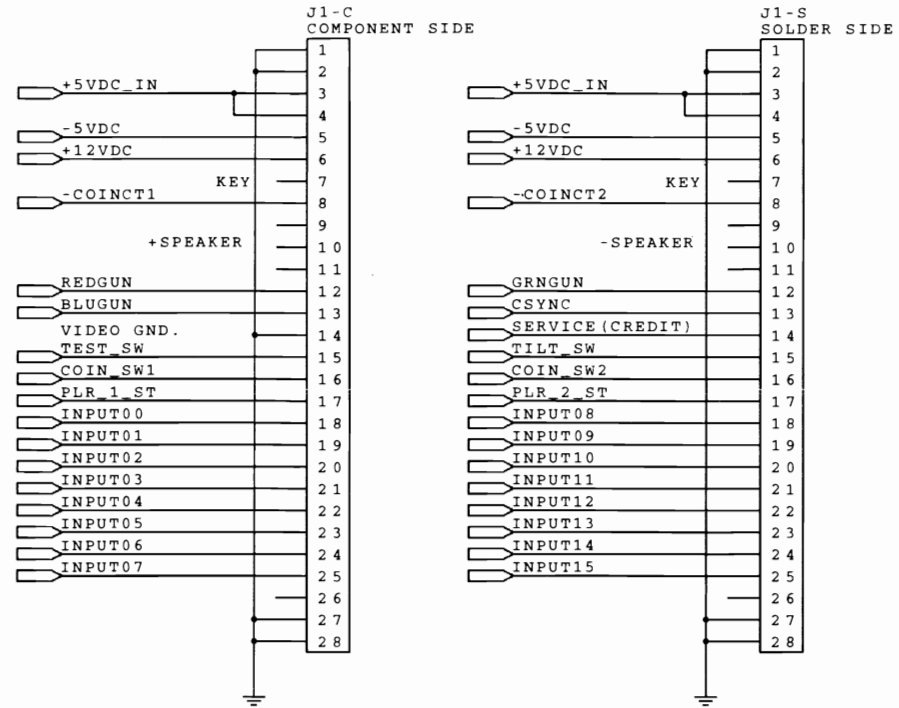 J1-C
COMPONENT SIDE
1
2
+5VDC_IN
3
4
-5VDC
5
+12VDC
6
KEY
7
-COINCT1
8
9
+SPEAKER
10
11
REDGUN
12
BLUGUN
13
VIDEO GND.
14
TEST_SW
15
COIN_SW1
16
PLR_1_ST
17
INPUT00
18
INPUT01
19
INPUT02
20
INPUT03
21
INPUT04
22
INPUT05
23
INPUT06
24
INPUT07
25
26
27
28
J1-S
SOLDER SIDE
1
2
+5VDC_IN
3
4
-5VDC
5
+12VDC
6
KEY
7
-COINCT2
8
9
-SPEAKER
10
11
GRNGUN
12
CSYNC
13
SERVICE(CREDIT)
14
TILT_SW
15
COIN_SW2
16
PLR_2_ST
17
INPUT08
18
INPUT09
19
INPUT10
20
INPUT11
21
INPUT12
22
INPUT13
23
INPUT14
24
INPUT15
25
26
27
28